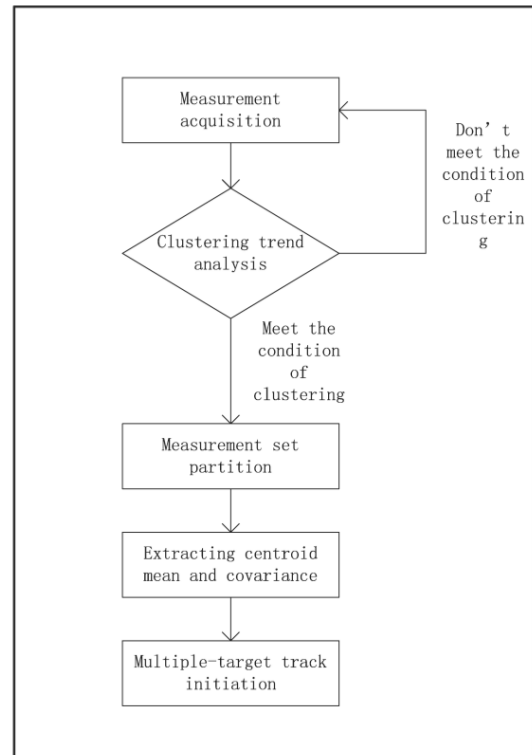 Measurement
acquisition
Don't
meet the
condition
of
clusterin
g
Clustering trend
analysis
Meet the
condition
of
clustering
Measurement set
partition
Extracting centroid
mean and covariance
Multiple-target track
initiation